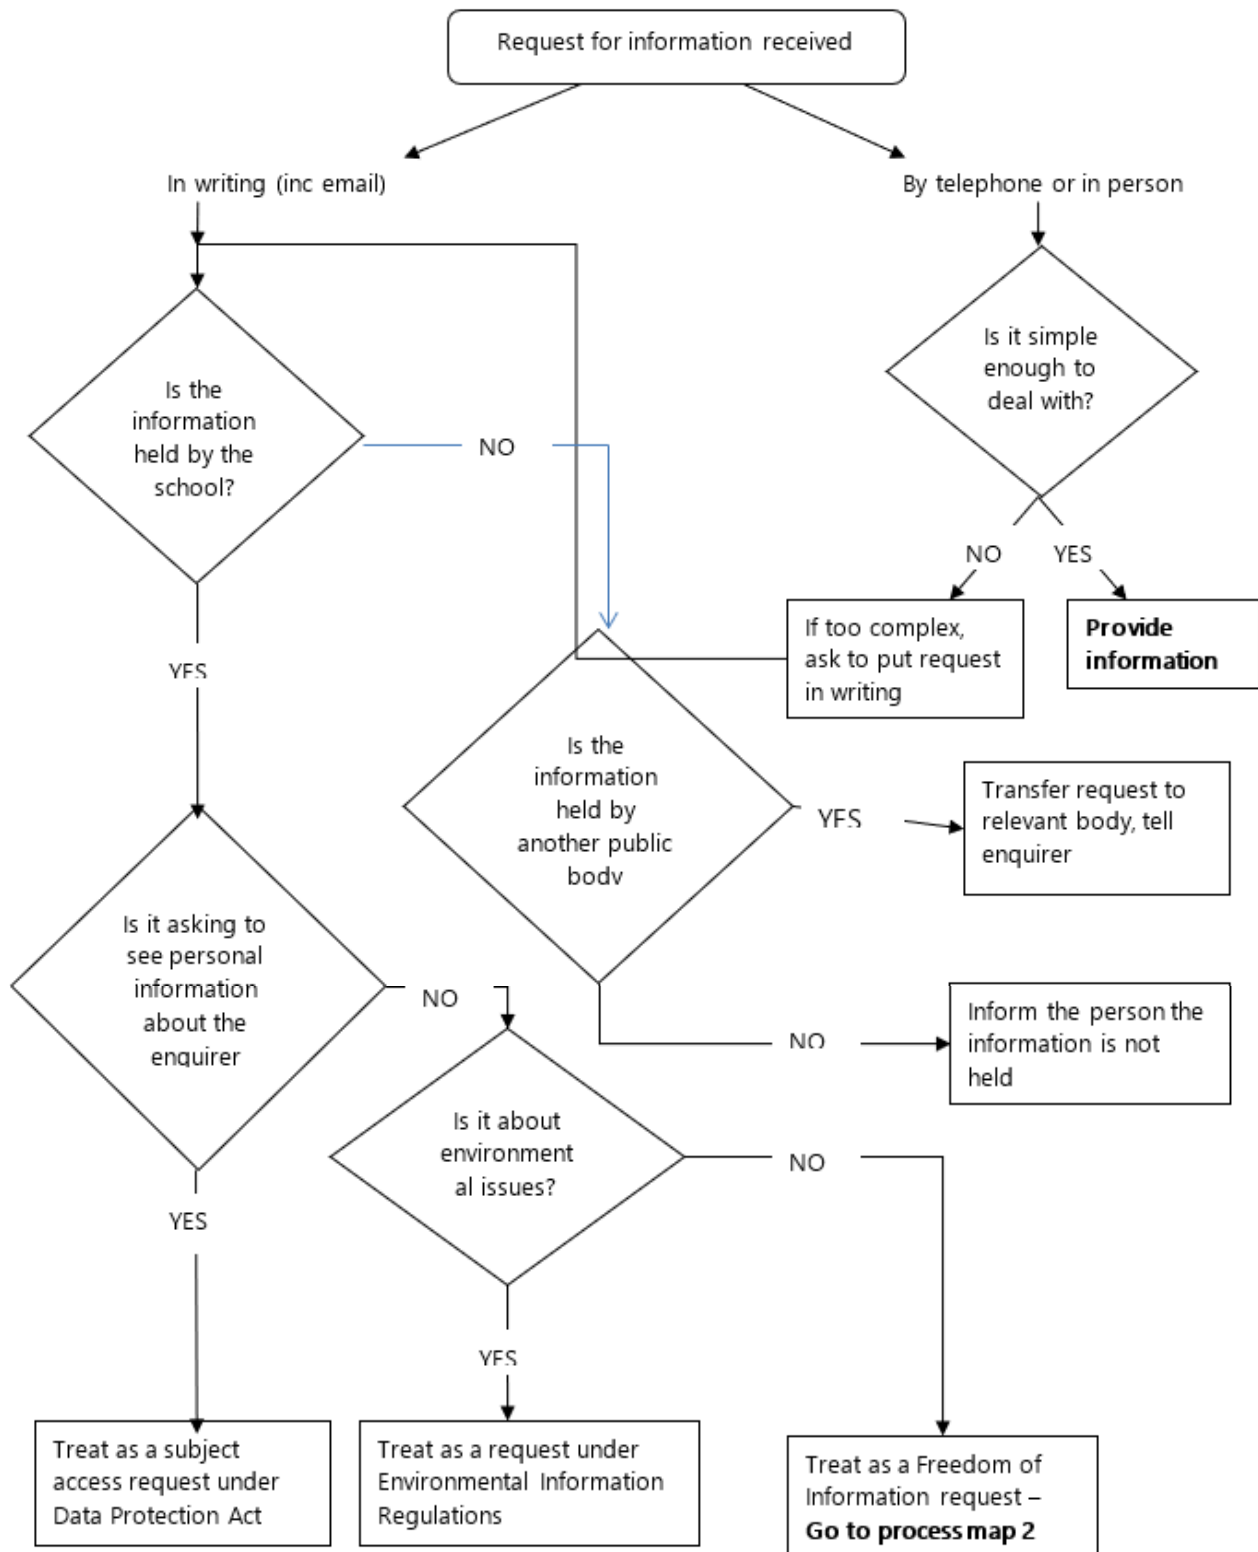 Request for information received
In writing (inc email)
By telephone or in person
Is it simple
enough to
deal with?
Is the
information
held by the
school?
NO
NO
YES
If too complex,
ask to put request
in writing
Provide
information
YES
Is the
information
held by
another public
body
YES
Transfer request to
relevant body, tell
enquirer
Is it asking to
see personal
information
about the
enquirer
NO
Inform the person the
information is not
held
NO
Is it about
environment
al issues?
NO
YES
YES
Treat as a subject
access request under
Data Protection Act
Treat as a request under
Environmental Information
Regulations
Treat as a Freedom of
Information request –
Go to process map 2